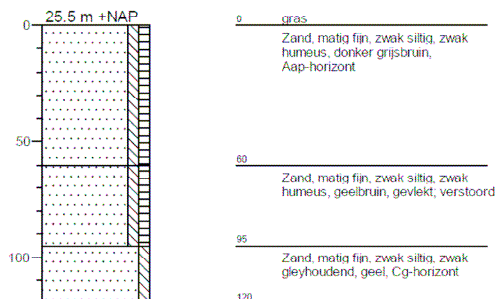 25.5 m +NAP
0
50
100
0
gras
Zand, matig fijn, zwak siltig, zwak
humeus, donker grijsbruin,
Aap-horizont
60
Zand, matig fijn, zwak siltig, zwak
humeus, geelbruin, gevlekt; verstoord
95
Zand, matig fijn, zwak siltig, zwak
gleyhoudend, geel, Cg-horizont
120